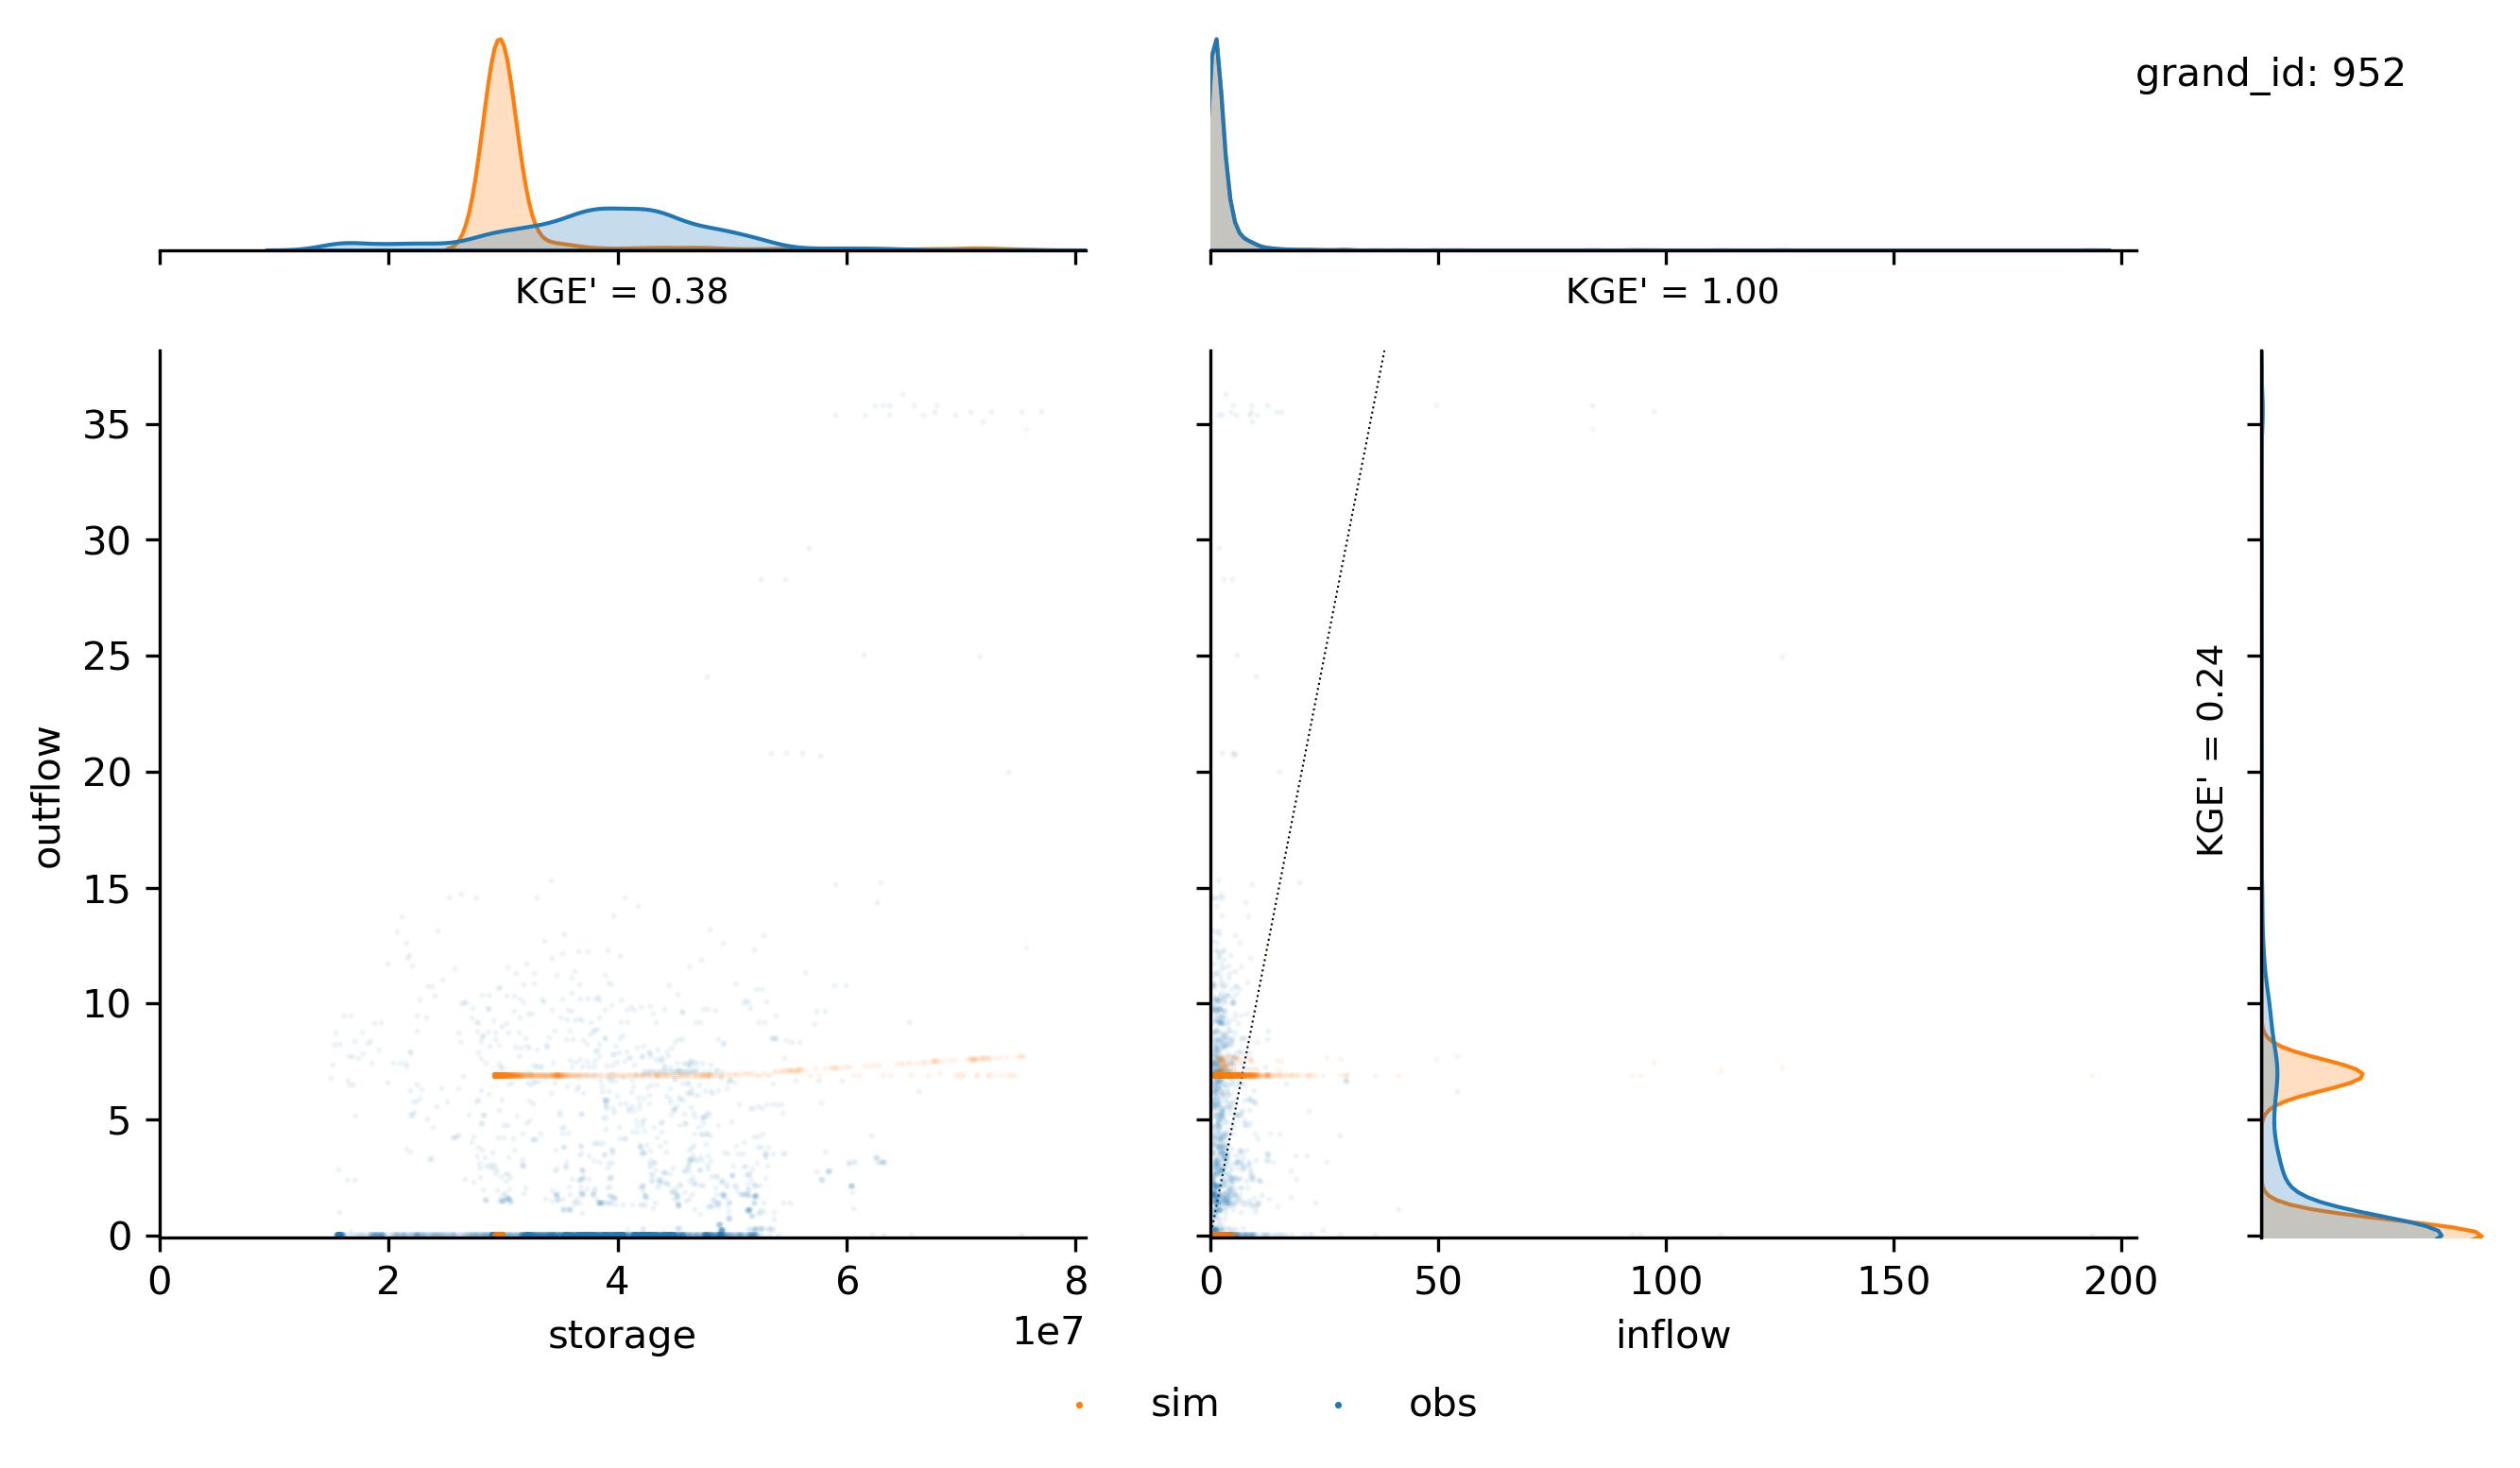 grand_id: 952
KGE' = 0.38
KGE' = 1.00
35
30
25
20
15
10
5
0
outflow
KGE' = 0.24
0 2 4 6 8
0 50 100 150 200
storage
1e7
inflow
sim
obs